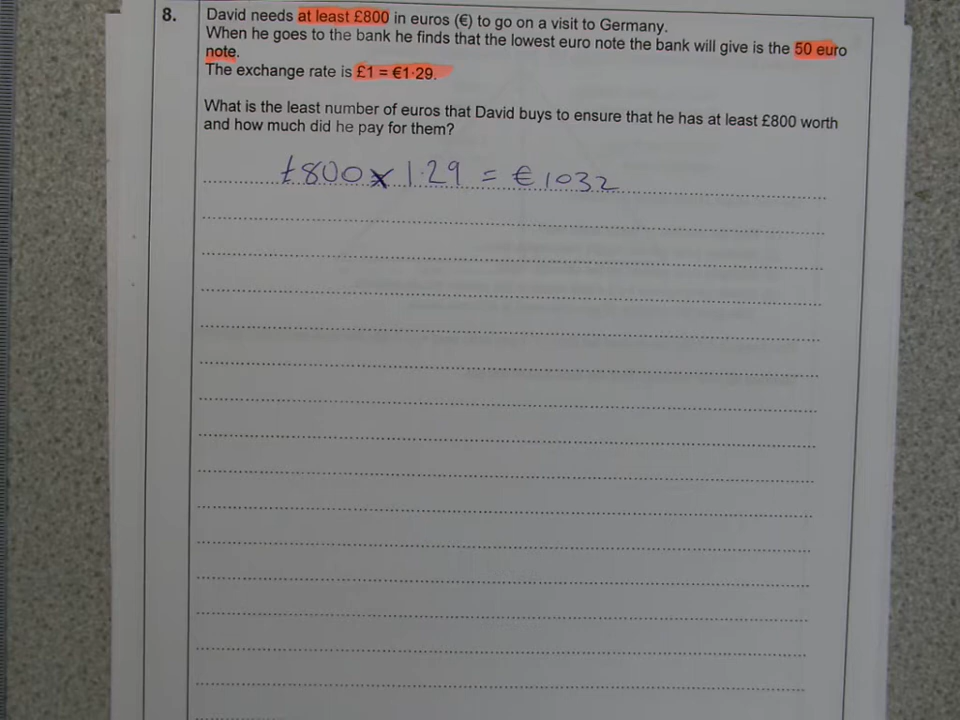 8. David needs at least £800 in euros (€) to go on a visit to Germany.
When he goes to the bank he finds that the lowest euro note the bank will give is the 50 euro
note.
The exchange rate is £1 = €1·29.
What is the least number of euros that David buys to ensure that he has at least £800 worth
and how much did he pay for them?
£800 × 1.29 = € 1032